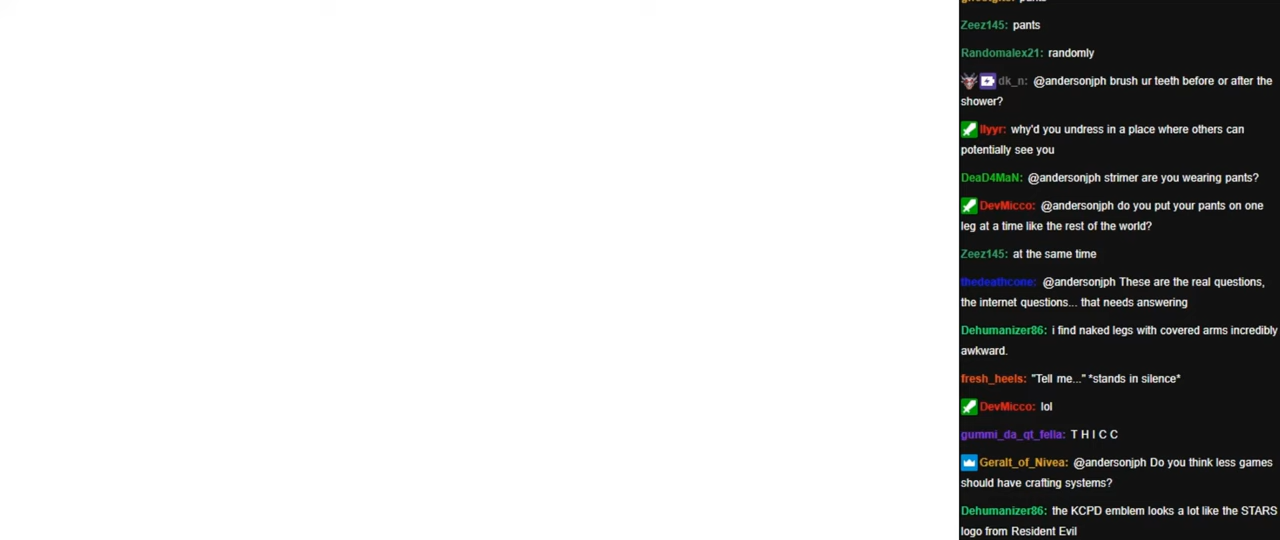 Zeez145: pants
Randomalex21: randomly
dk_n: @andersonjph brush ur teeth before or after the
shower?
llyyr: why'd you undress in a place where others can
potentially see you
DeaD4MaN: @andersonjph strimer are you wearing pants?
DevMicco: @andersonjph do you put your pants on one
leg at a time like the rest of the world?
Zeez145: at the same time
thedeathcone: @andersonjph These are the real questions,
the internet questions... that needs answering
Dehumanizer86: i find naked legs with covered arms incredibly
awkward.
fresh_heels: "Tell me..." *stands in silence*
DevMicco: lol
gummi_da_qt_fella: T H I C C
Geralt_of_Nivea: @andersonjph Do you think less games
should have crafting systems?
Dehumanizer86: the KCPD emblem looks a lot like the STARS
logo from Resident Evil